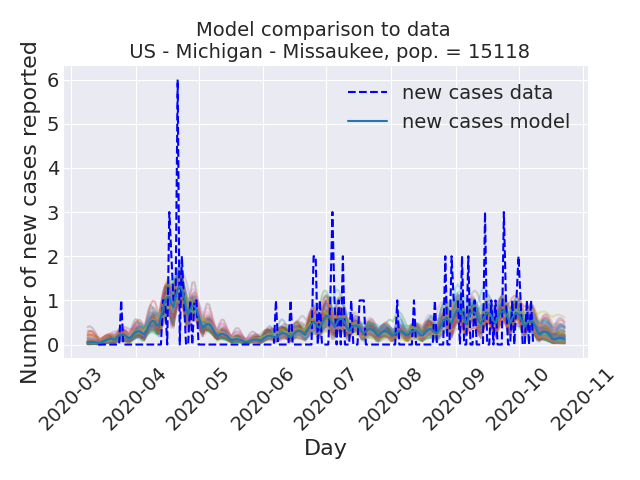 Model comparison to data
US - Michigan - Missaukee, pop. = 15118
Number of new cases reported
6
5
4
3
2
1
0
new cases data
new cases model
2020-03
2020-04
2020-05
2020-06
2020-07
2020-08
2020-09
2020-10
2020-11
Day